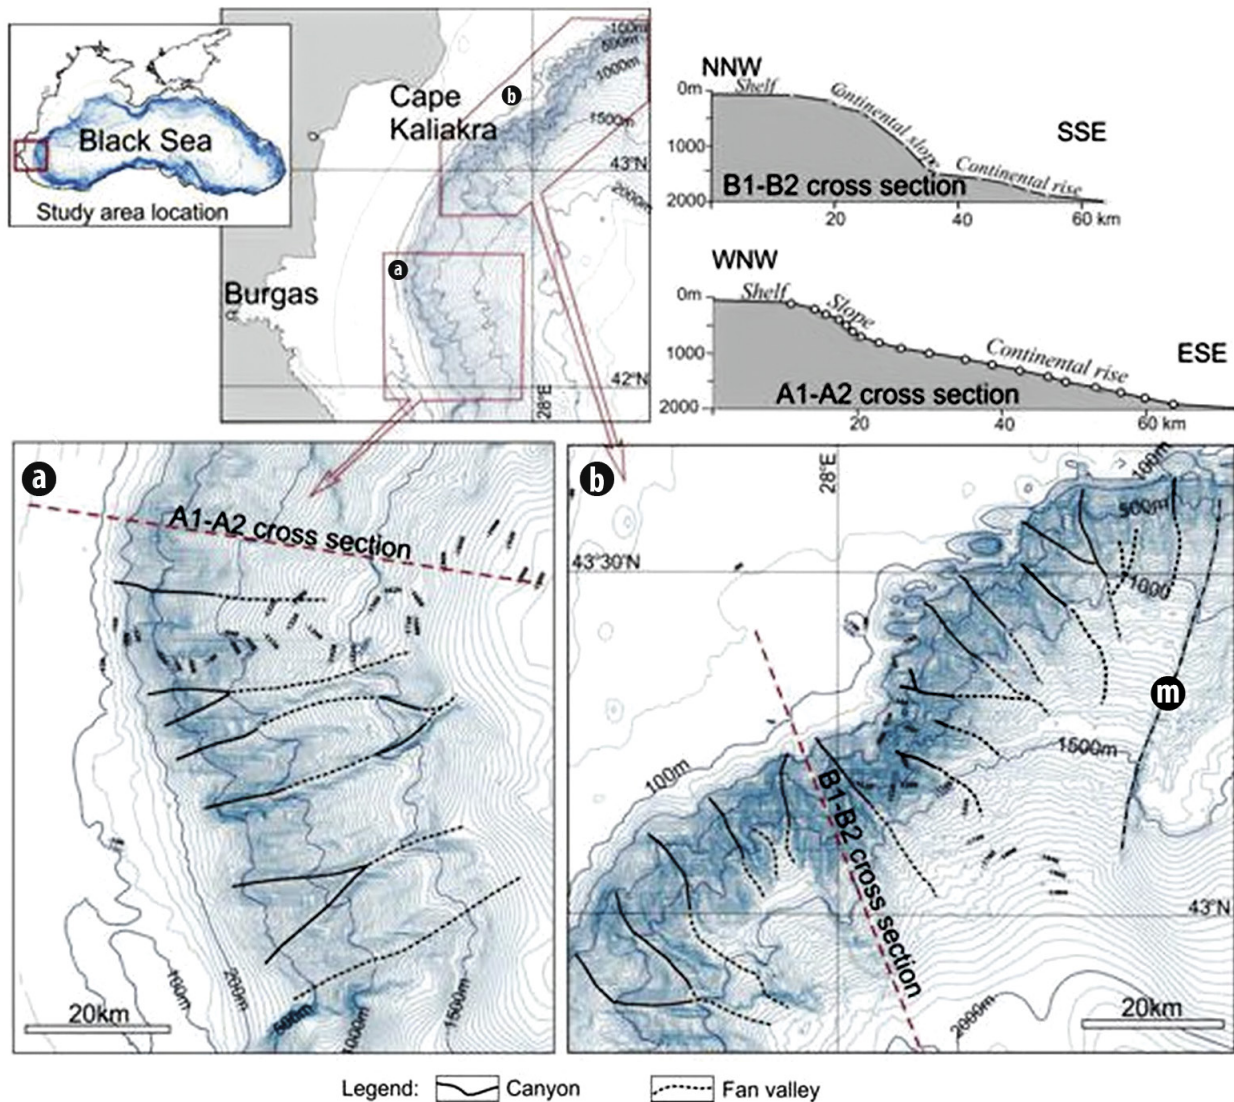 Black Sea
Study area location
Cape
Kaliakra
Burgas
b
a
100m
500m
1000m
1500m
2000m
43°N
42°N
28°E
NNW
SSE
Shelf
Continental slope
Continental rise
B1-B2 cross section
0m
1000
2000
20
40
60 km
WNW
ESE
Shelf
Slope
Continental rise
A1-A2 cross section
0m
1000
2000
20
40
60 km
a
A1-A2 cross section
20km
100m
200m
500m
1000m
1500m
b
28°E
43°30'N
100m
500m
1000
m
1500m
100m
B1-B2 cross section
43°N
2000m
20km
Legend:
Canyon
Fan valley